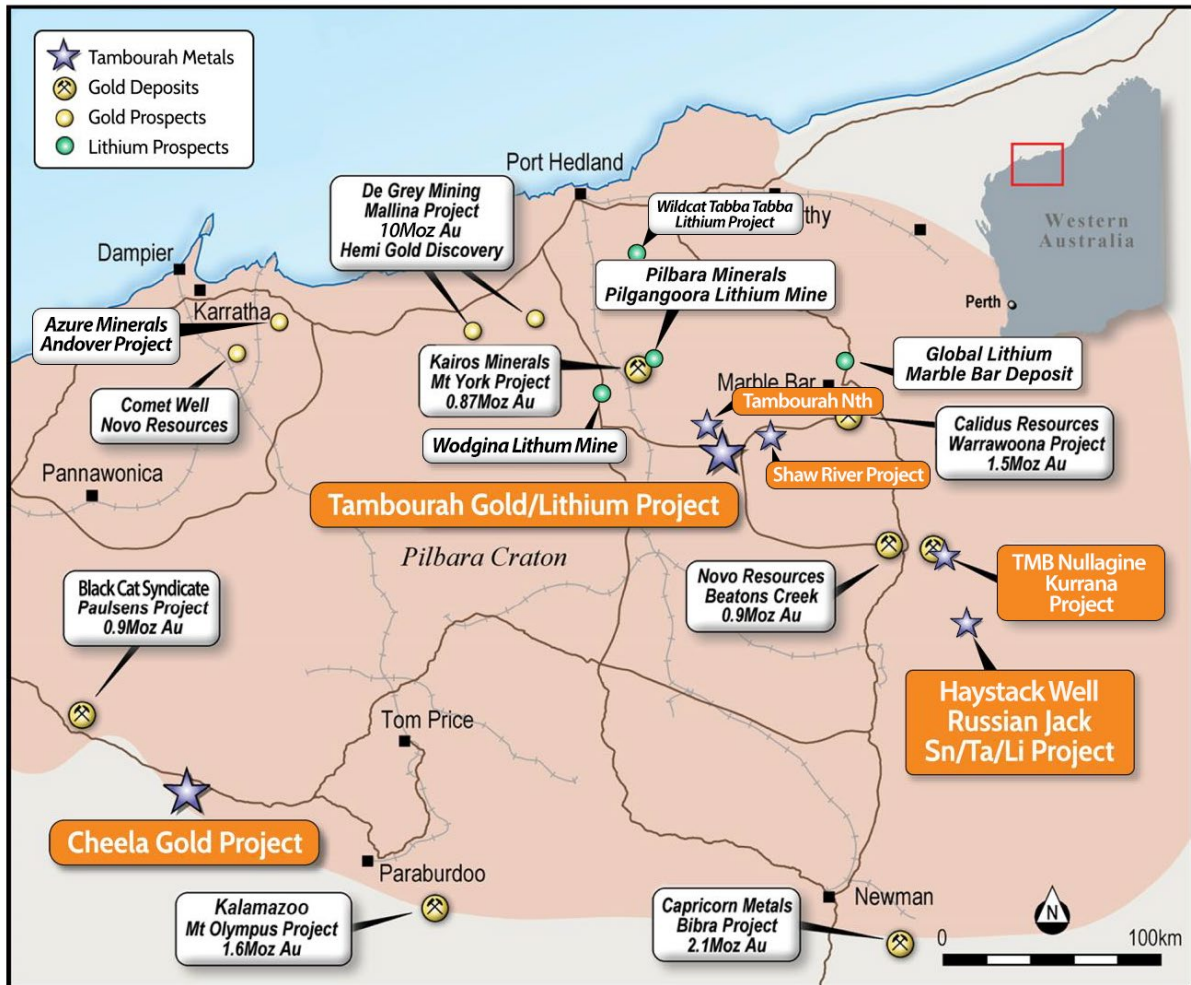 Tambourah Metals
Gold Deposits
Gold Prospects
Lithium Prospects
Port Hedland
De Grey Mining
Mallina Project
10Moz Au
Hemi Gold Discovery
Wildcat Tabba Tabba
Lithium Project
Western
Australia
Perth
Dampier
Karratha
Pilbara Minerals
Pilgangoora Lithium Mine
Azure Minerals
Andover Project
Kairos Minerals
Mt York Project
0.87Moz Au
Global Lithium
Marble Bar Deposit
Marble Bar
Comet Well
Novo Resources
Tambourah Nth
Wodgina Lithum Mine
Calidus Resources
Warrawoona Project
1.5Moz Au
Shaw River Project
Pannawonica
Tambourah Gold/Lithium Project
Pilbara Craton
Black Cat Syndicate
Paulsens Project
0.9Moz Au
Novo Resources
Beatons Creek
0.9Moz Au
TMB Nullagine
Kurrana
Project
Haystack Well
Russian Jack
Sn/Ta/Li Project
Tom Price
Cheela Gold Project
Paraburdoo
Kalamazoo
Mt Olympus Project
1.6Moz Au
Capricorn Metals
Bibra Project
2.1Moz Au
Newman
N
0 100km